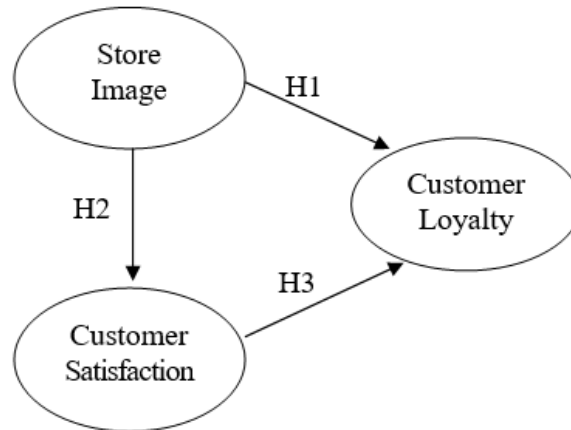 Store
Image
H1
Customer
Loyalty
H2
H3
Customer
Satisfaction